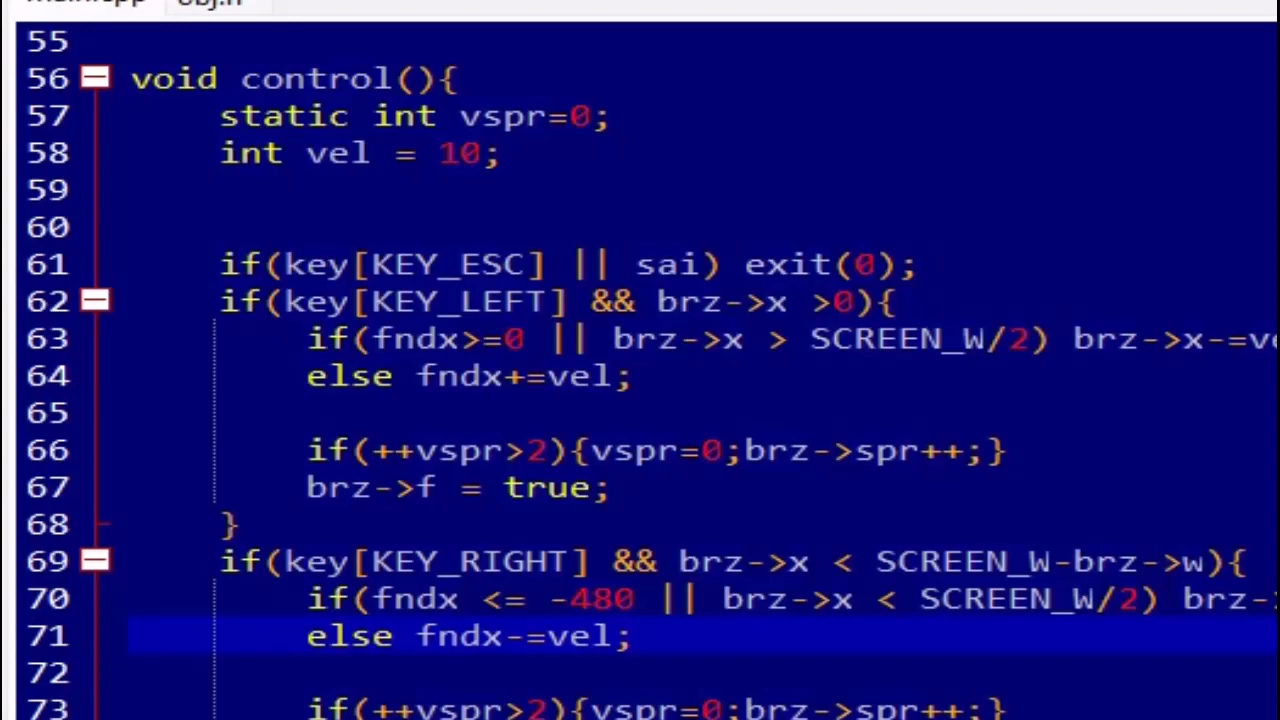 55
56 void control(){
57 static int vspr=0;
58 int vel = 10;
59
60
61 if(key[KEY_ESC] || sai) exit(0);
62 if(key[KEY_LEFT] && brz->x >0){
63 if(fndx>=0 || brz->x > SCREEN_W/2) brz->x-=ve
64 else fndx+=vel;
65
66 if(++vspr>2){vspr=0;brz->spr++;}
67 brz->f = true;
68 }
69 if(key[KEY_RIGHT] && brz->x < SCREEN_W-brz->w){
70 if(fndx <= -480 || brz->x < SCREEN_W/2) brz-
71 else fndx-=vel;
72
73 if(++vspr>2){vspr=0;brz->spr++;}